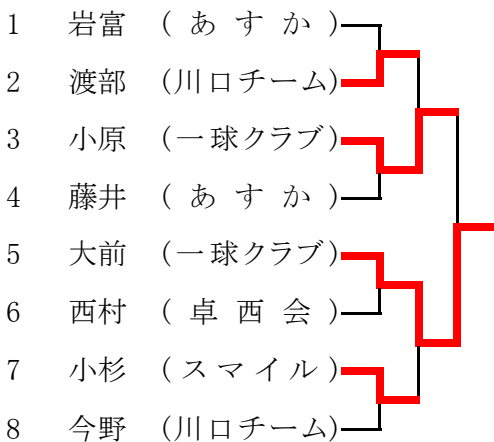 1 岩富 (あすか)
2 渡部 (川口チーム)
3 小原 (一球クラブ)
4 藤井 (あすか)
5 大前 (一球クラブ)
6 西村 (卓西会)
7 小杉 (スマイル)
8 今野 (川口チーム)